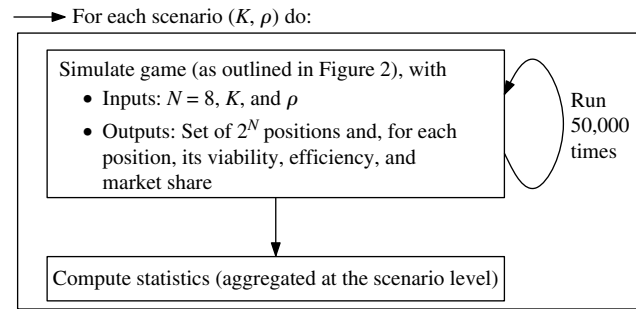 For each scenario (K, ρ) do:
Simulate game (as outlined in Figure 2), with
• Inputs: N = 8, K, and ρ
• Outputs: Set of 2^N positions and, for each
position, its viability, efficiency, and
market share
Run
50,000
times
Compute statistics (aggregated at the scenario level)